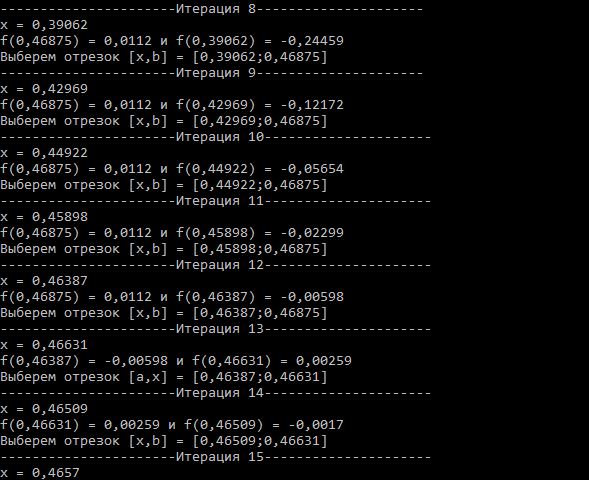 ----------------------Итерация 8---------------------
x = 0,39062
f(0,46875) = 0,0112 и f(0,39062) = -0,24459
Выберем отрезок [x,b] = [0,39062;0,46875]
----------------------Итерация 9---------------------
x = 0,42969
f(0,46875) = 0,0112 и f(0,42969) = -0,12172
Выберем отрезок [x,b] = [0,42969;0,46875]
----------------------Итерация 10---------------------
x = 0,44922
f(0,46875) = 0,0112 и f(0,44922) = -0,05654
Выберем отрезок [x,b] = [0,44922;0,46875]
----------------------Итерация 11---------------------
x = 0,45898
f(0,46875) = 0,0112 и f(0,45898) = -0,02299
Выберем отрезок [x,b] = [0,45898;0,46875]
----------------------Итерация 12---------------------
x = 0,46387
f(0,46875) = 0,0112 и f(0,46387) = -0,00598
Выберем отрезок [x,b] = [0,46387;0,46875]
----------------------Итерация 13---------------------
x = 0,46631
f(0,46387) = -0,00598 и f(0,46631) = 0,00259
Выберем отрезок [a,x] = [0,46387;0,46631]
----------------------Итерация 14---------------------
x = 0,46509
f(0,46631) = 0,00259 и f(0,46509) = -0,0017
Выберем отрезок [x,b] = [0,46509;0,46631]
----------------------Итерация 15---------------------
x = 0,4657